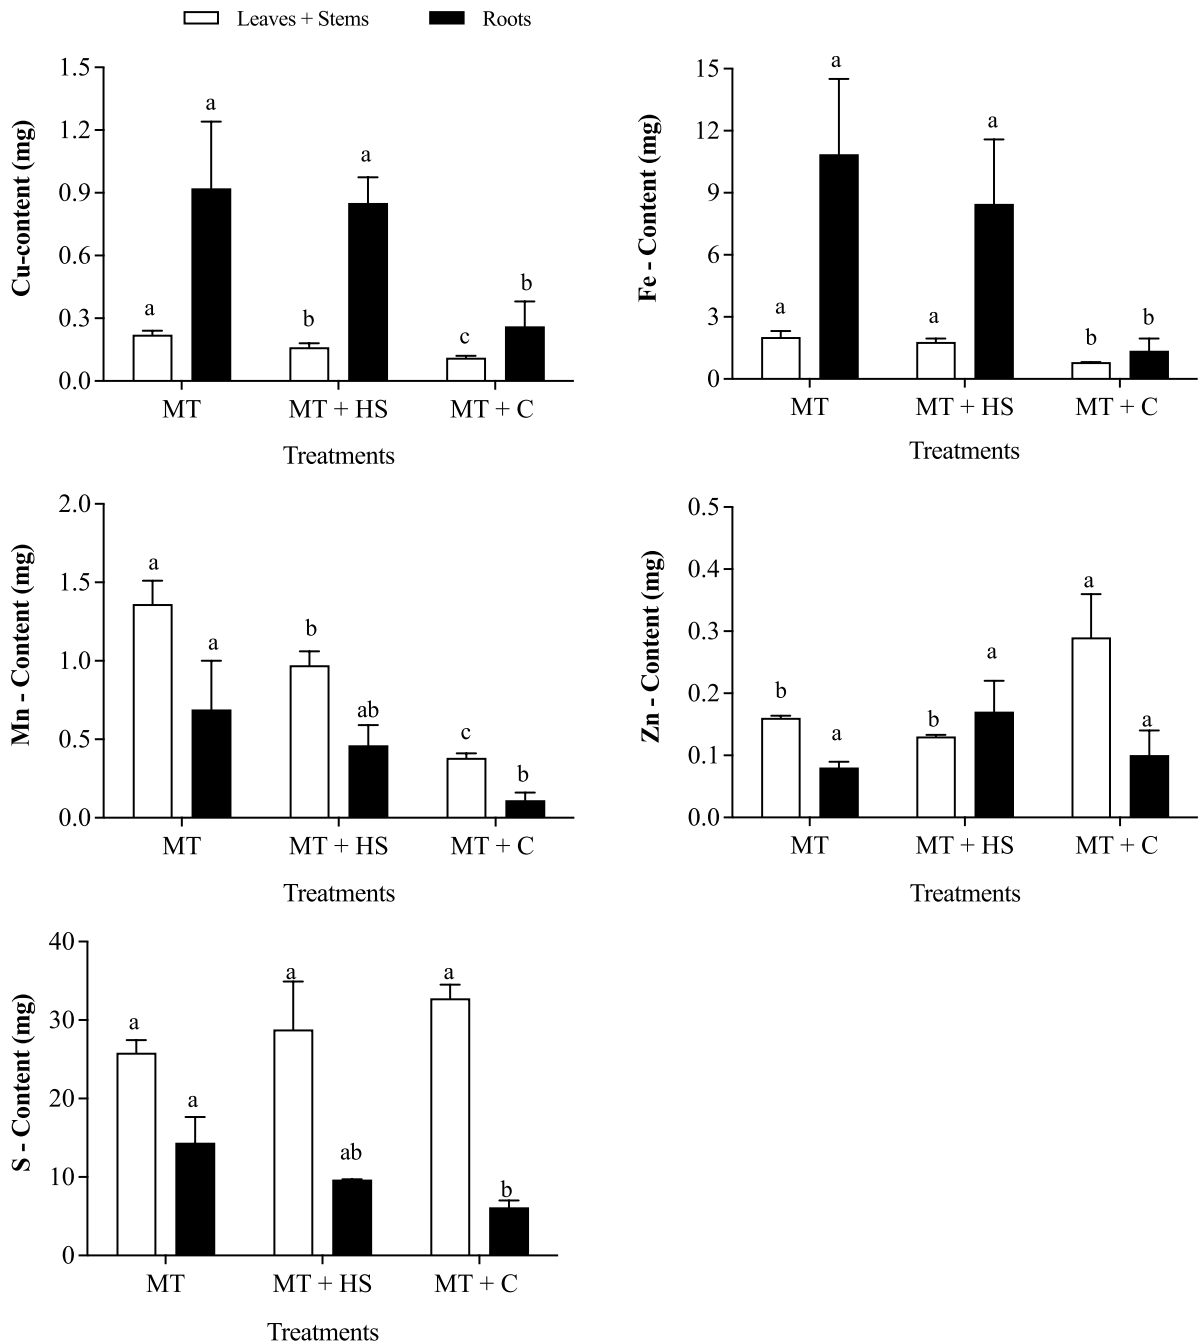 Leaves + Stems Roots
Cu-content (mg)
1.5
1.2
0.9
0.6
0.3
0.0
a
a
b
a
c
b
MT MT + HS MT + C
Treatments
Fe - Content (mg)
15
12
9
6
3
0
a
a
a
a
b
b
MT MT + HS MT + C
Treatments
Mn - Content (mg)
2.0
1.5
1.0
0.5
0.0
a
a
b
ab
c
b
MT MT + HS MT + C
Treatments
Zn - Content (mg)
0.5
0.4
0.3
0.2
0.1
0.0
b
a
b
a
a
a
MT MT + HS MT + C
Treatments
S - Content (mg)
40
30
20
10
0
a
a
a
ab
a
b
MT MT + HS MT + C
Treatments